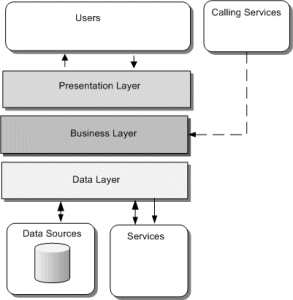 Users
Calling Services
Presentation Layer
Business Layer
Data Layer
Data Sources
Services